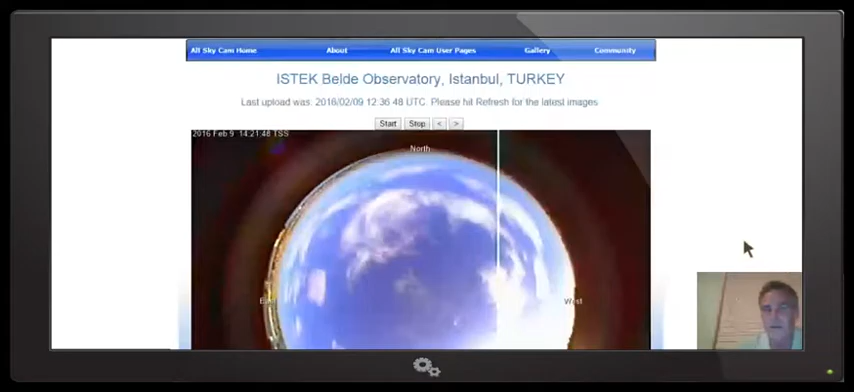 All Sky Cam Home About All Sky Cam User Pages Gallery Community
ISTEK Belde Observatory, Istanbul, TURKEY
Last upload was: 2016/02/09 12:36:48 UTC. Please hit Refresh for the latest images
Start Stop < >
2016 Feb 9 14:21:48 TSS
North
East
West